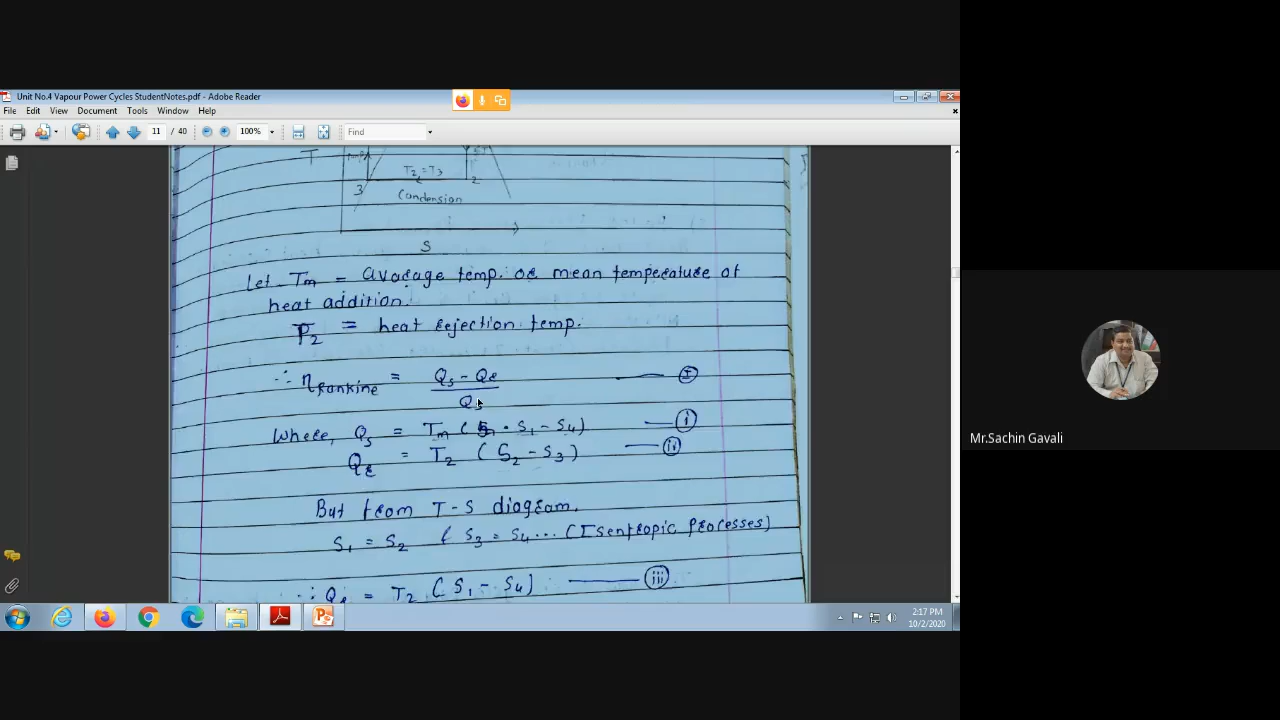 Unit No.4 Vapour Power Cycles StudentNotes.pdf - Adobe Reader
File Edit View Document Tools Window Help
11 / 40 100% Find
T
T₂ = T₃
3 2
Condension
S
Let Tm = avarage temp. or mean temperature of
heat addition.
T₂ = heat rejection temp.
∴ ηRankine = Qs - Qr / Qs ——— Ⓘ
Where, Qs = Tm ( S₁ - S₄) —— ⓘ
Qr = T₂ ( S₂ - S₃) —— ⓘⓘ
But from T-S diagram.
S₁ = S₂ ( S₃ = S₄ ... (Isentropic Processes)
∴ Qr = T₂ ( S₁ - S₄) ——— ⓘⓘⓘ
Mr.Sachin Gavali
2:17 PM
10/2/2020